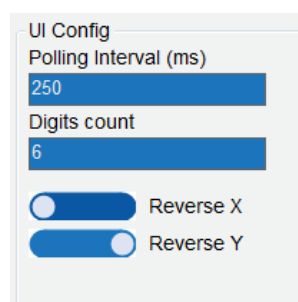 UI Config
Polling Interval (ms)
250
Digits count
6
Reverse X
Reverse Y